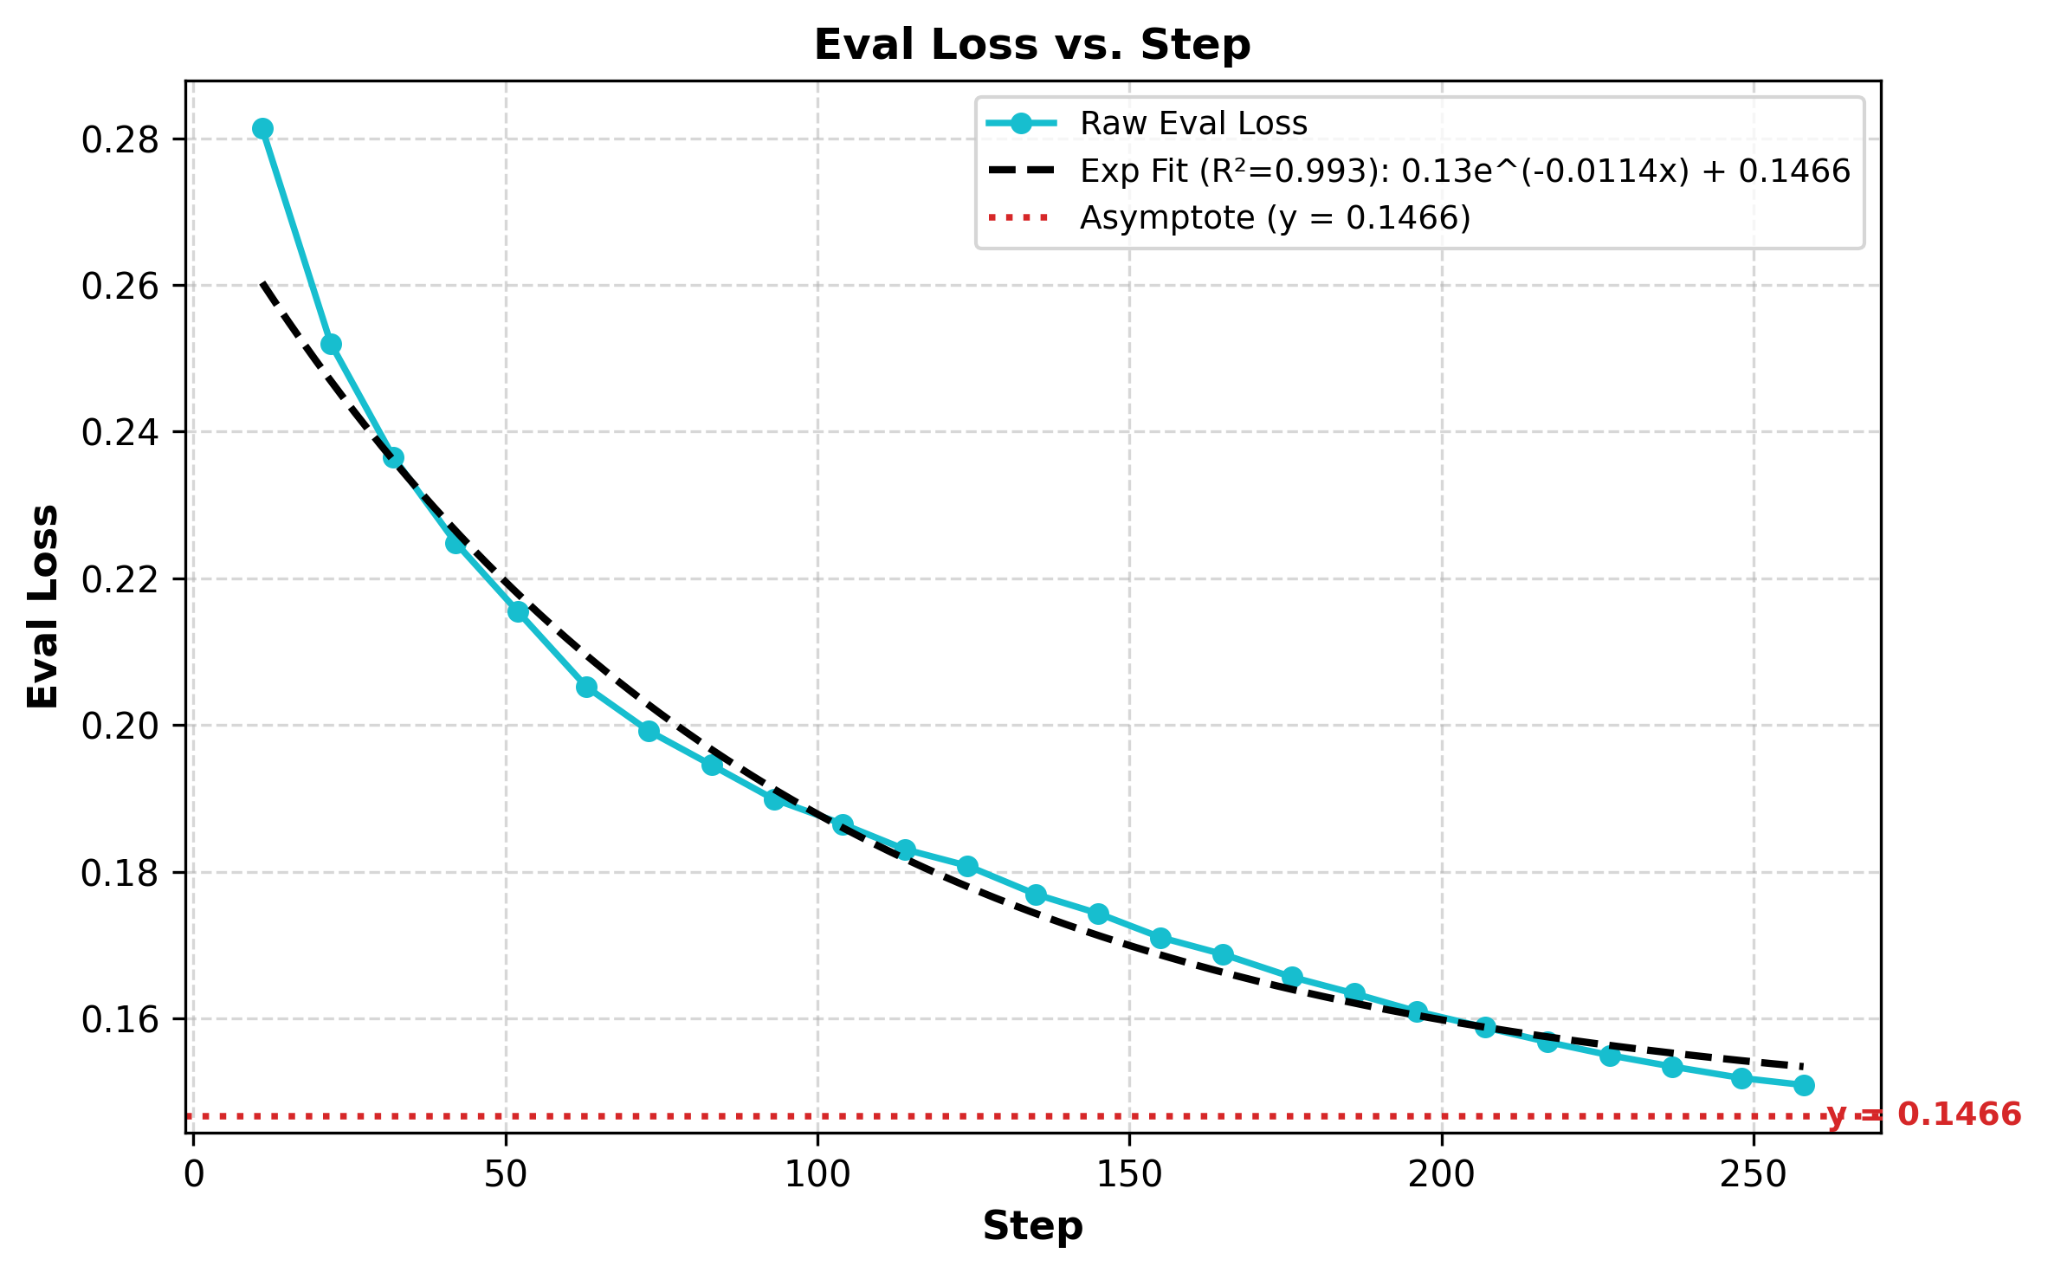 Eval Loss vs. Step
Raw Eval Loss
Exp Fit (R²=0.993): 0.13e^(-0.0114x) + 0.1466
Asymptote (y = 0.1466)
Eval Loss
0.28
0.26
0.24
0.22
0.20
0.18
0.16
y = 0.1466
0 50 100 150 200 250
Step